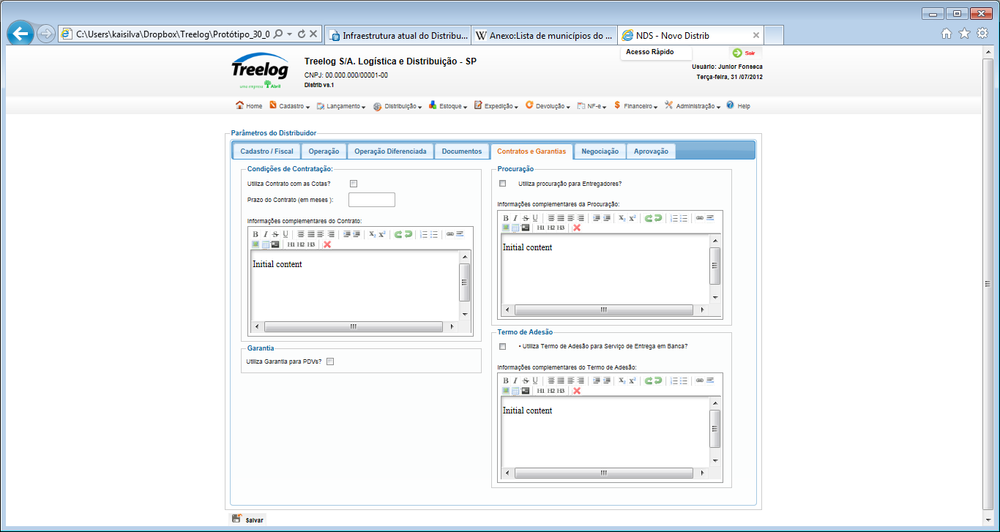 C:\Users\kaisilva\Dropbox\Treelog\Protótipo_30_0
Infraestrutura atual do Distribu...
Anexo:Lista de municípios do ...
NDS - Novo Distrib
Treelog
uma empresa Abril
Treelog S/A. Logística e Distribuição - SP
CNPJ: 00.000.000/00001-00
Distrib vs.1
Acesso Rápido
Sair
Usuário: Junior Fonseca
Terça-feira, 31 /07/2012
Home Cadastro Lançamento Distribuição Estoque Expedição Devolução NF-e Financeiro Administração Help
Parâmetros do Distribuidor
Cadastro / Fiscal Operação Operação Diferenciada Documentos Contratos e Garantias Negociação Aprovação
Condições de Contratação:
Utiliza Contrato com as Cotas?
Prazo do Contrato (em meses ):
Informações complementares do Contrato:
B I S U X2 X2
H1 H2 H3
Initial content
Garantia
Utiliza Garantia para PDVs?
Procuração
Utiliza procuração para Entregadores?
Informações complementares da Procuração:
B I S U X2 X2
H1 H2 H3
Initial content
Termo de Adesão
• Utiliza Termo de Adesão para Serviço de Entrega em Banca?
Informações complementares do Termo de Adesão:
B I S U X2 X2
H1 H2 H3
Initial content
Salvar